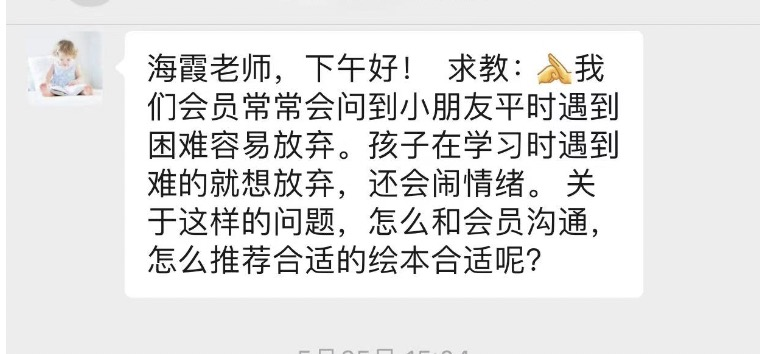 海霞老师，下午好！ 求教：🙏我
们会员常常会问到小朋友平时遇到
困难容易放弃。孩子在学习时遇到
难的就想放弃，还会闹情绪。 关
于这样的问题，怎么和会员沟通，
怎么推荐合适的绘本合适呢？